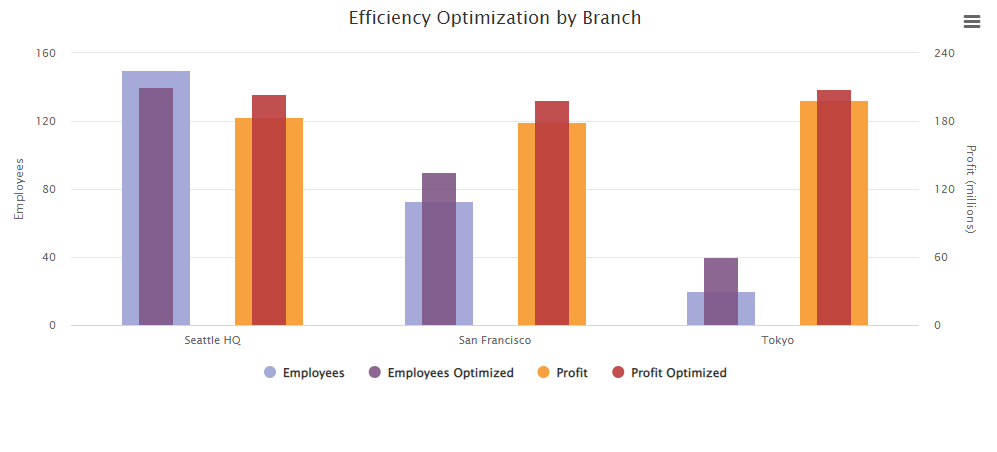 Efficiency Optimization by Branch
160
240
120
180
80
120
40
60
0
0
Employees
Profit (millions)
Seattle HQ
San Francisco
Tokyo
Employees
Employees Optimized
Profit
Profit Optimized